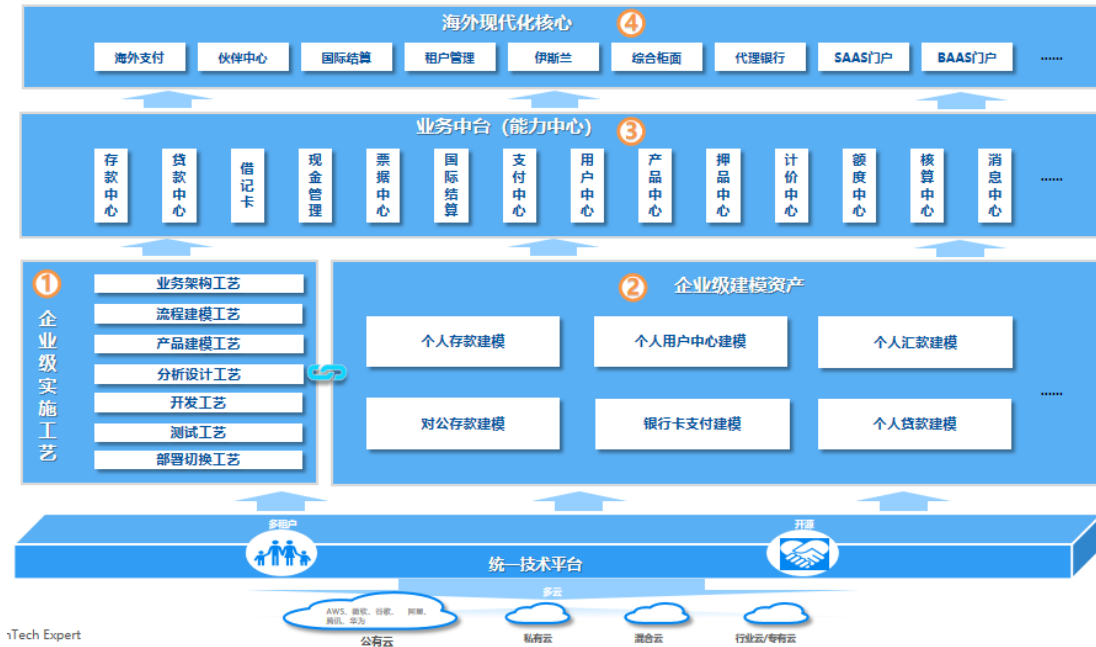 海外现代化核心 ④
海外支付 伙伴中心 国际结算 租户管理 伊斯兰 综合柜面 代理银行 SAAS门户 BAAS门户 ......
业务中台（能力中心） ③
存款中心 贷款中心 借记卡 现金管理 票据中心 国际结算 支付中心 用户中心 产品中心 押品中心 计价中心 额度中心 核算中心 消息中心 ......
① 企业级实施工艺
业务架构工艺
流程建模工艺
产品建模工艺
分析设计工艺
开发工艺
测试工艺
部署切换工艺
② 企业级建模资产
个人存款建模 个人用户中心建模 个人汇款建模
......
对公存款建模 银行卡支付建模 个人贷款建模
多租户 开源
统一技术平台
多云
AWS、微软、谷歌、 阿里、
腾讯、华为
公有云 私有云 混合云 行业云/专有云
Tech Expert